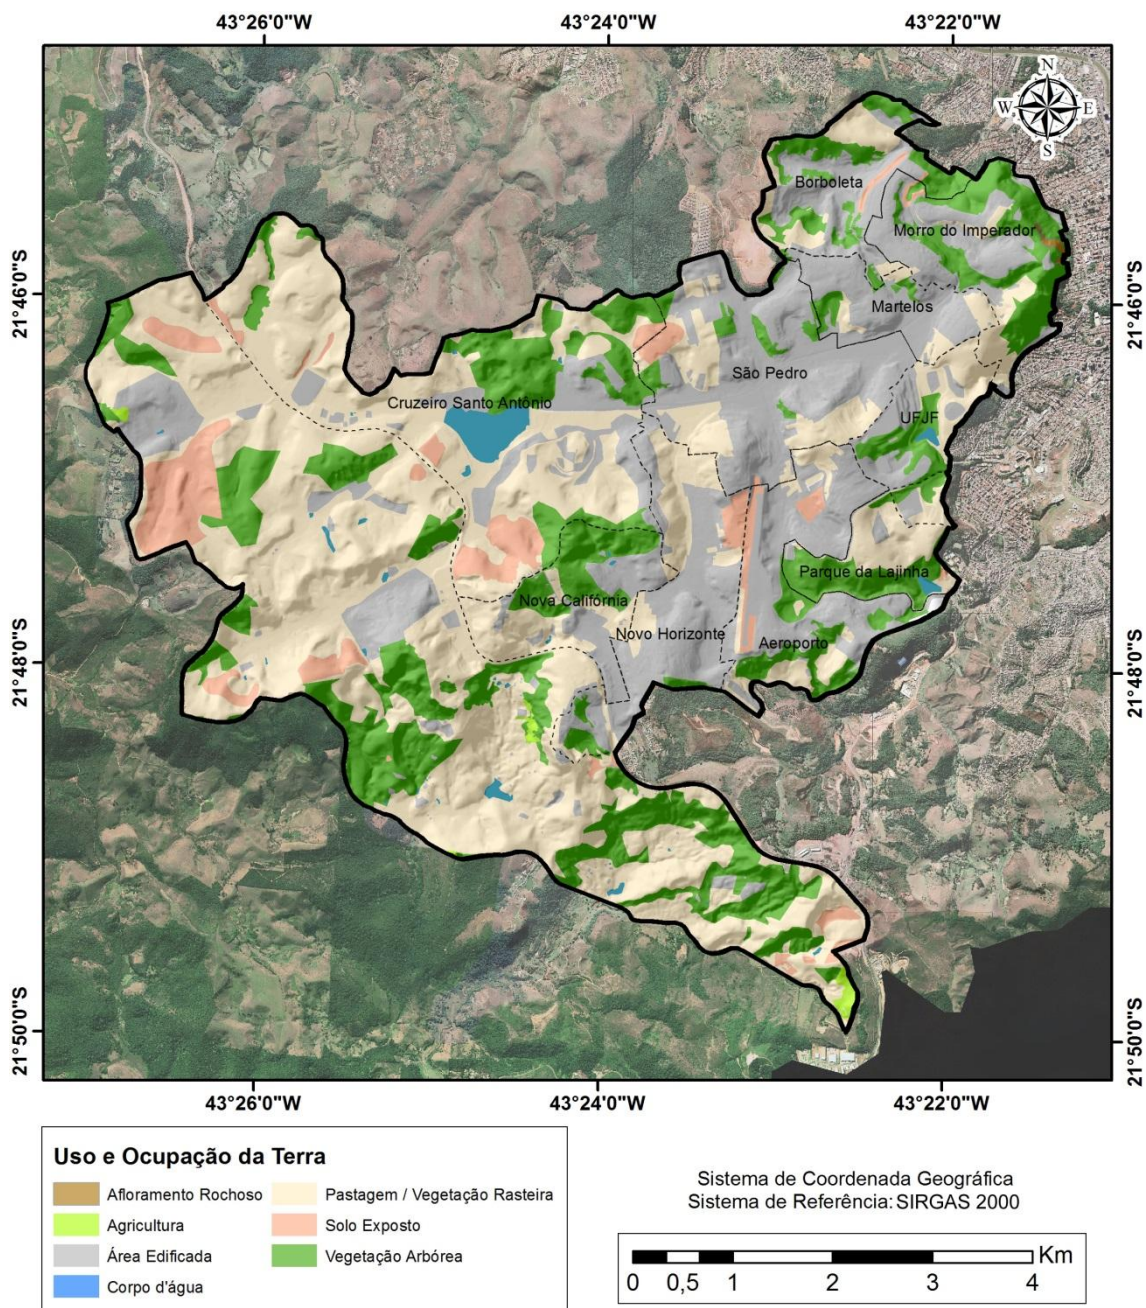 43°26'0"W 43°24'0"W 43°22'0"W
N
W E
S
Borboleta
Morro do Imperador
21°46'0"S 21°46'0"S
Martelos
São Pedro
Cruzeiro Santo Antônio
UFJF
Parque da Lajinha
Nova Califórnia
Novo Horizonte
Aeroporto
21°48'0"S 21°48'0"S
21°50'0"S 21°50'0"S
43°26'0"W 43°24'0"W 43°22'0"W
Uso e Ocupação da Terra
Afloramento Rochoso
Agricultura
Área Edificada
Corpo d'água
Pastagem / Vegetação Rasteira
Solo Exposto
Vegetação Arbórea
Sistema de Coordenada Geográfica
Sistema de Referência: SIRGAS 2000
Km
0 0,5 1 2 3 4